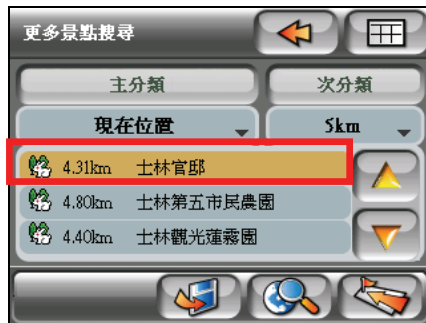 更多景點搜尋
主分類 次分類
現在位置 5km
4.31km 士林官邸
4.80km 士林第五市民農園
4.40km 士林觀光蓮霧園